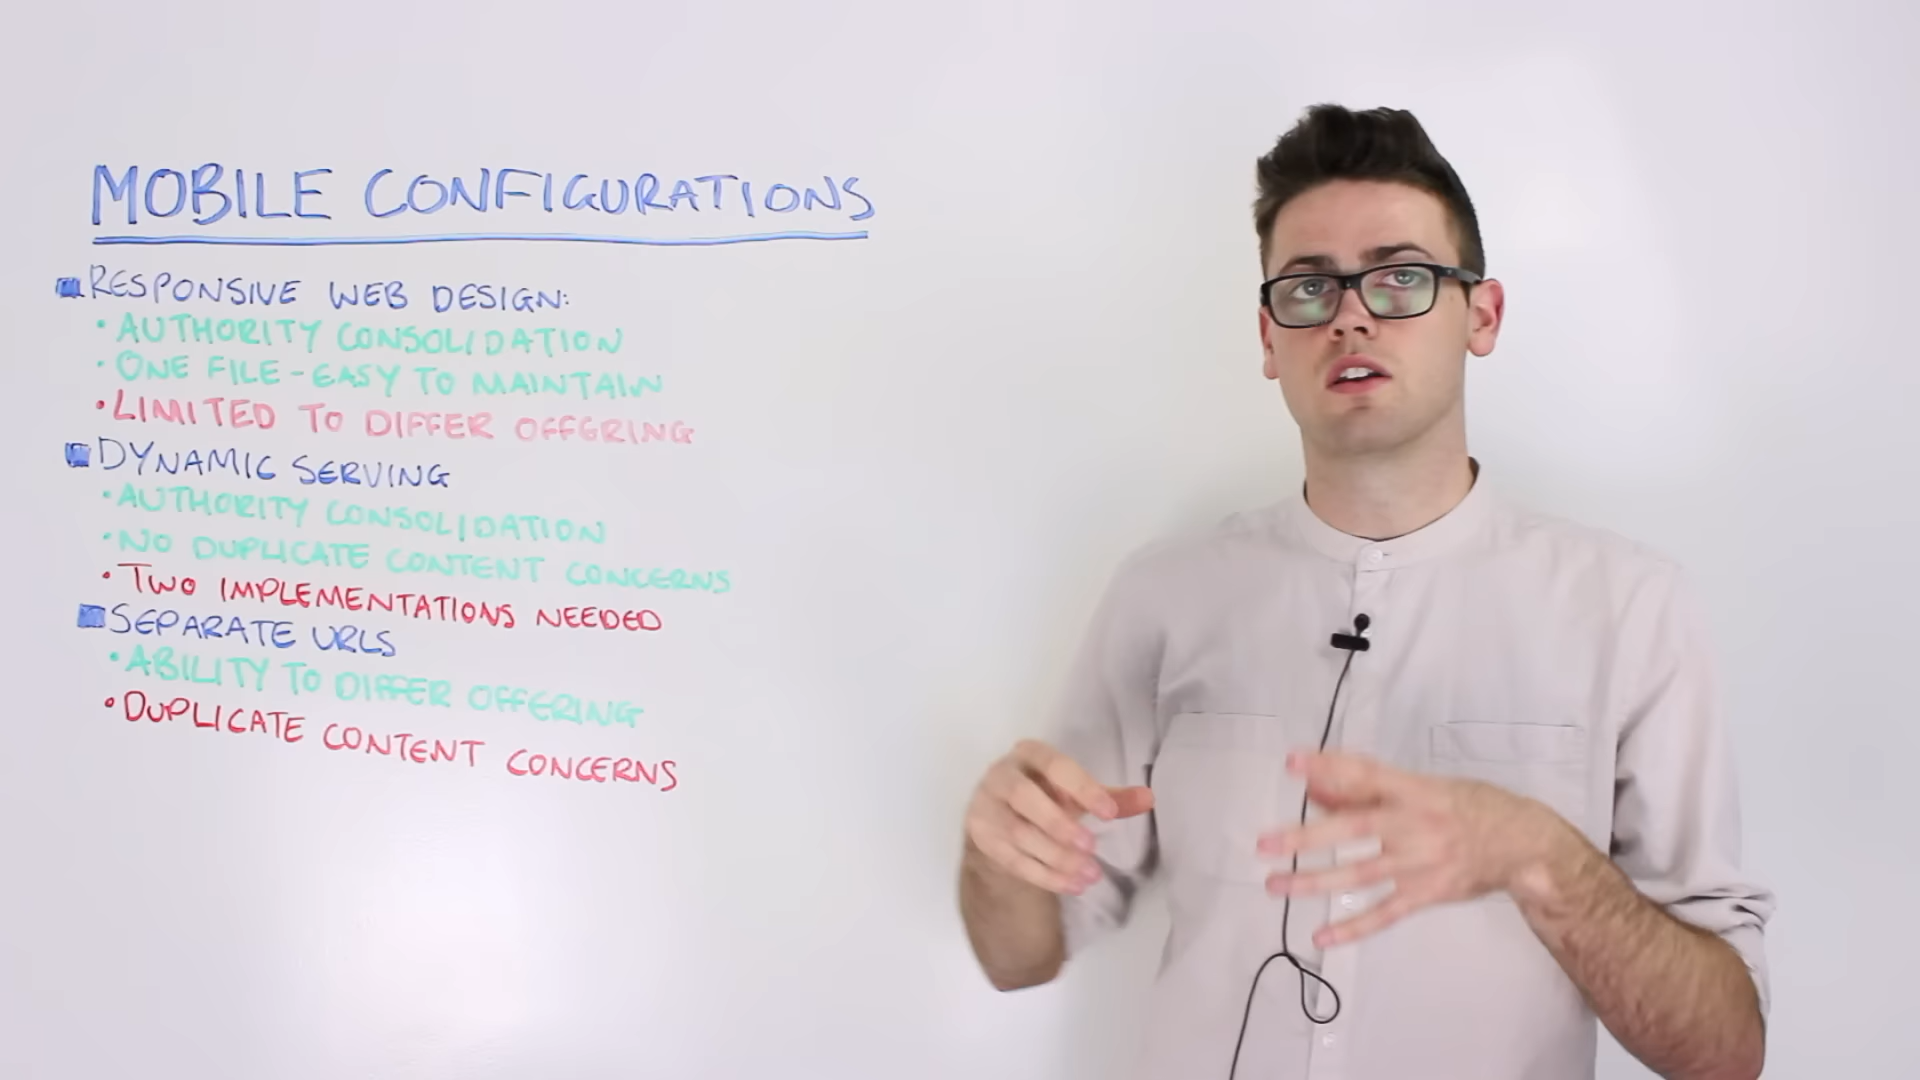 MOBILE CONFIGURATIONS
RESPONSIVE WEB DESIGN:
• AUTHORITY CONSOLIDATION
• ONE FILE - EASY TO MAINTAIN
• LIMITED TO DIFFER OFFERING
DYNAMIC SERVING
• AUTHORITY CONSOLIDATION
• NO DUPLICATE CONTENT CONCERNS
• TWO IMPLEMENTATIONS NEEDED
SEPARATE URLS
• ABILITY TO DIFFER OFFERING
• DUPLICATE CONTENT CONCERNS